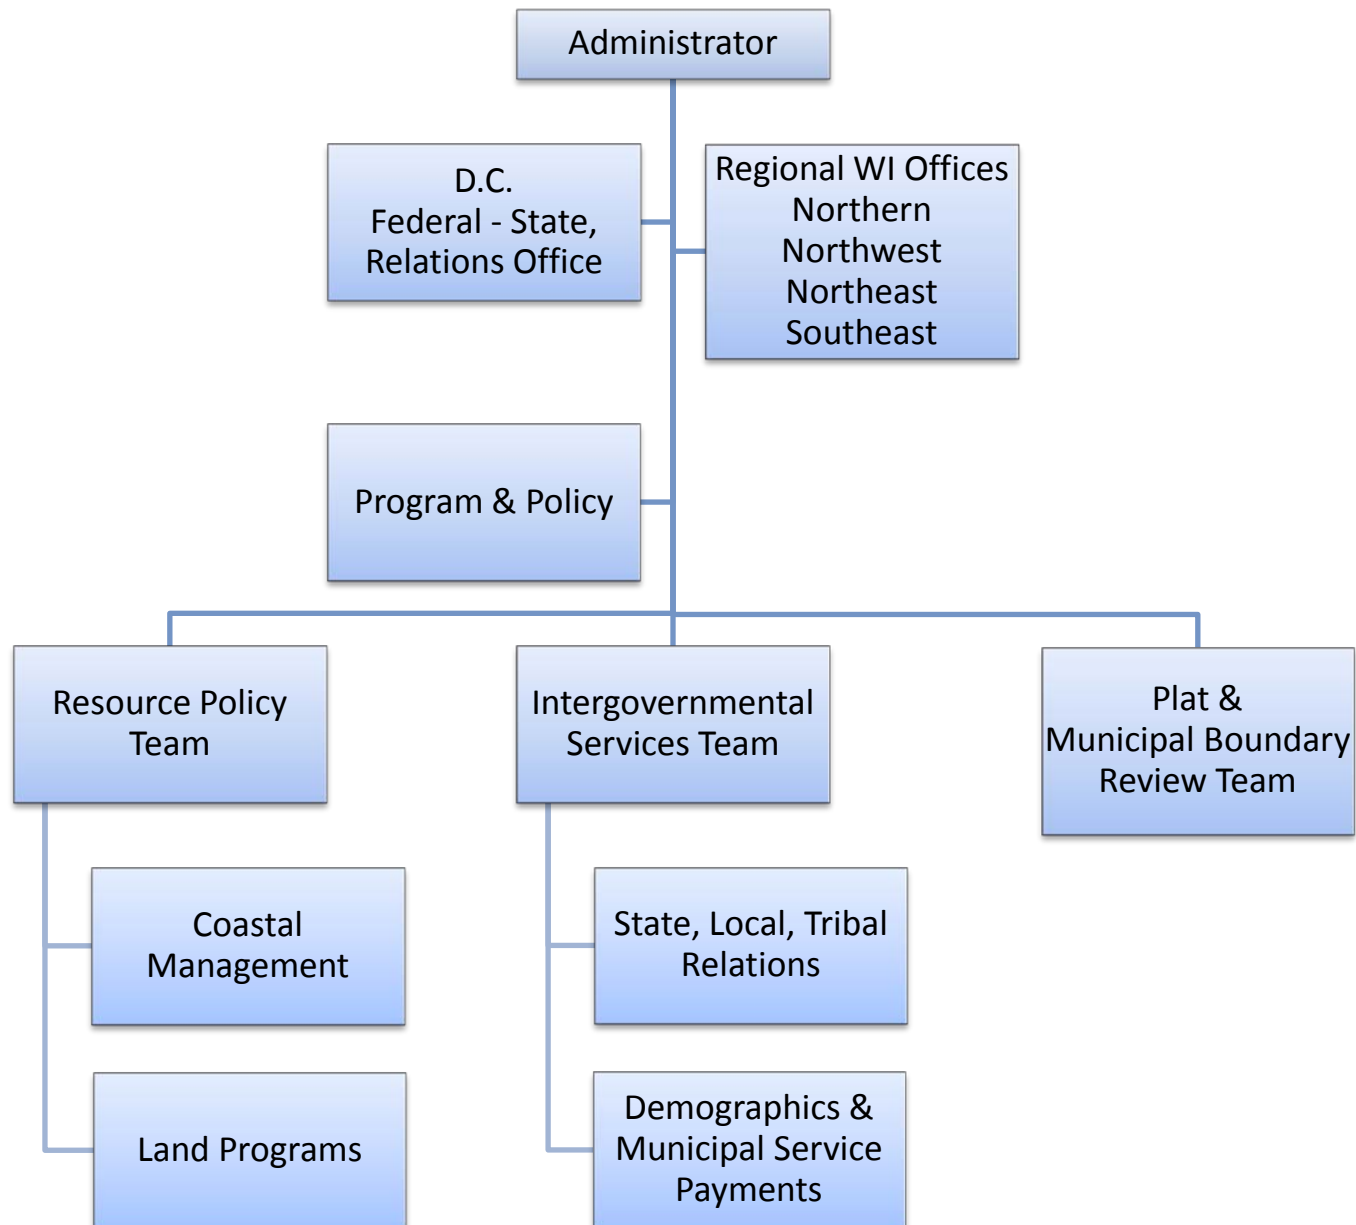 Administrator
D.C.
Federal - State,
Relations Office
Regional WI Offices
Northern
Northwest
Northeast
Southeast
Program & Policy
Resource Policy
Team
Intergovernmental
Services Team
Plat &
Municipal Boundary
Review Team
Coastal
Management
State, Local, Tribal
Relations
Land Programs
Demographics &
Municipal Service
Payments